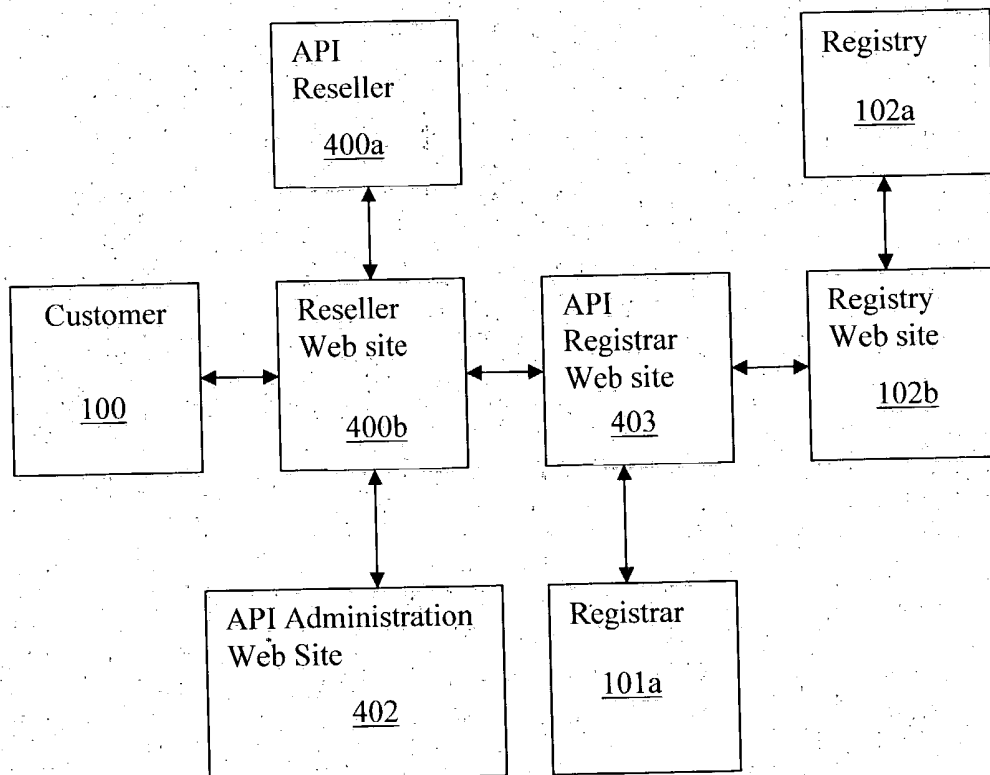 API
Reseller
400a
Registry
102a
Customer
100
Reseller
Web site
400b
API
Registrar
Web site
403
Registry
Web site
102b
API Administration
Web Site
402
Registrar
101a